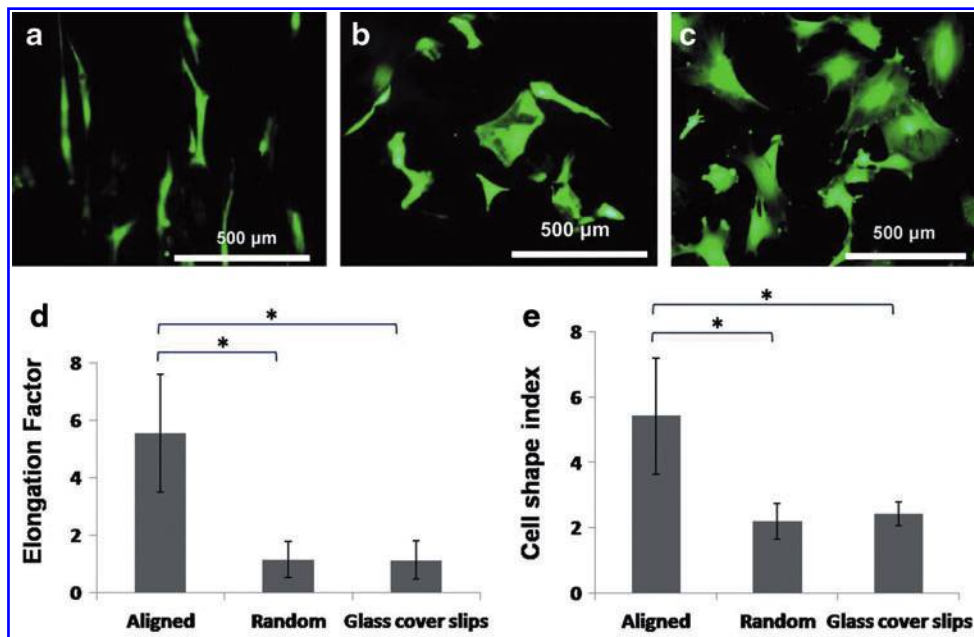 a
b
c
500 µm
500 µm
500 µm
d
Elongation Factor
8
6
4
2
0
*
*
Aligned Random Glass cover slips
e
Cell shape index
8
6
4
2
0
*
*
Aligned Random Glass cover slips